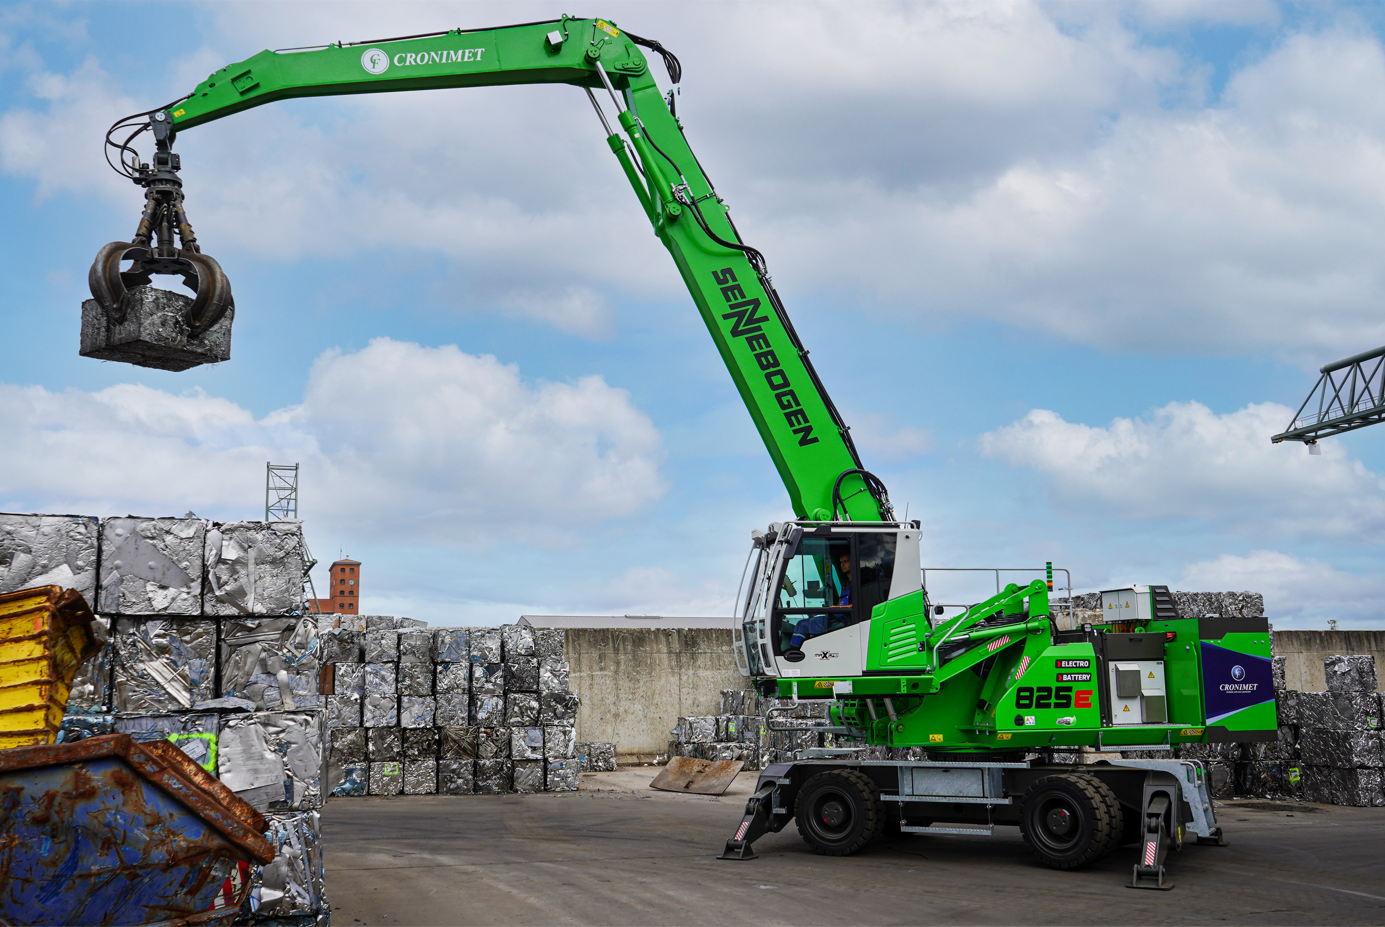 CRONIMET
SENNEBOGEN
ELECTRO
BATTERY
825E
CRONIMET